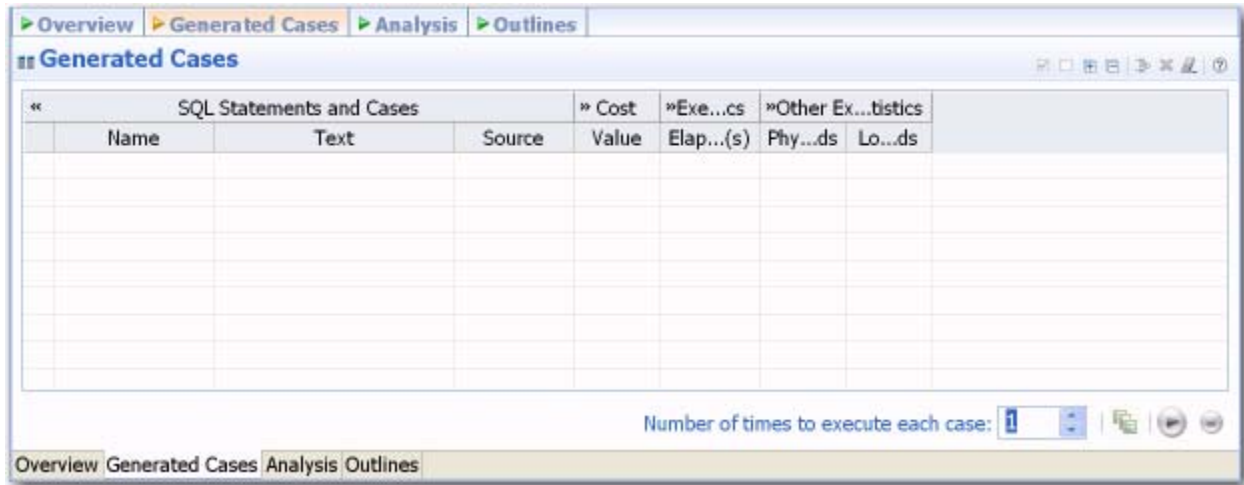 Overview Generated Cases Analysis Outlines
Generated Cases
« SQL Statements and Cases » Cost »Exe...cs »Other Ex...tistics
Name Text Source Value Elap...(s) Phy...ds Lo...ds
Number of times to execute each case: 1
Overview Generated Cases Analysis Outlines